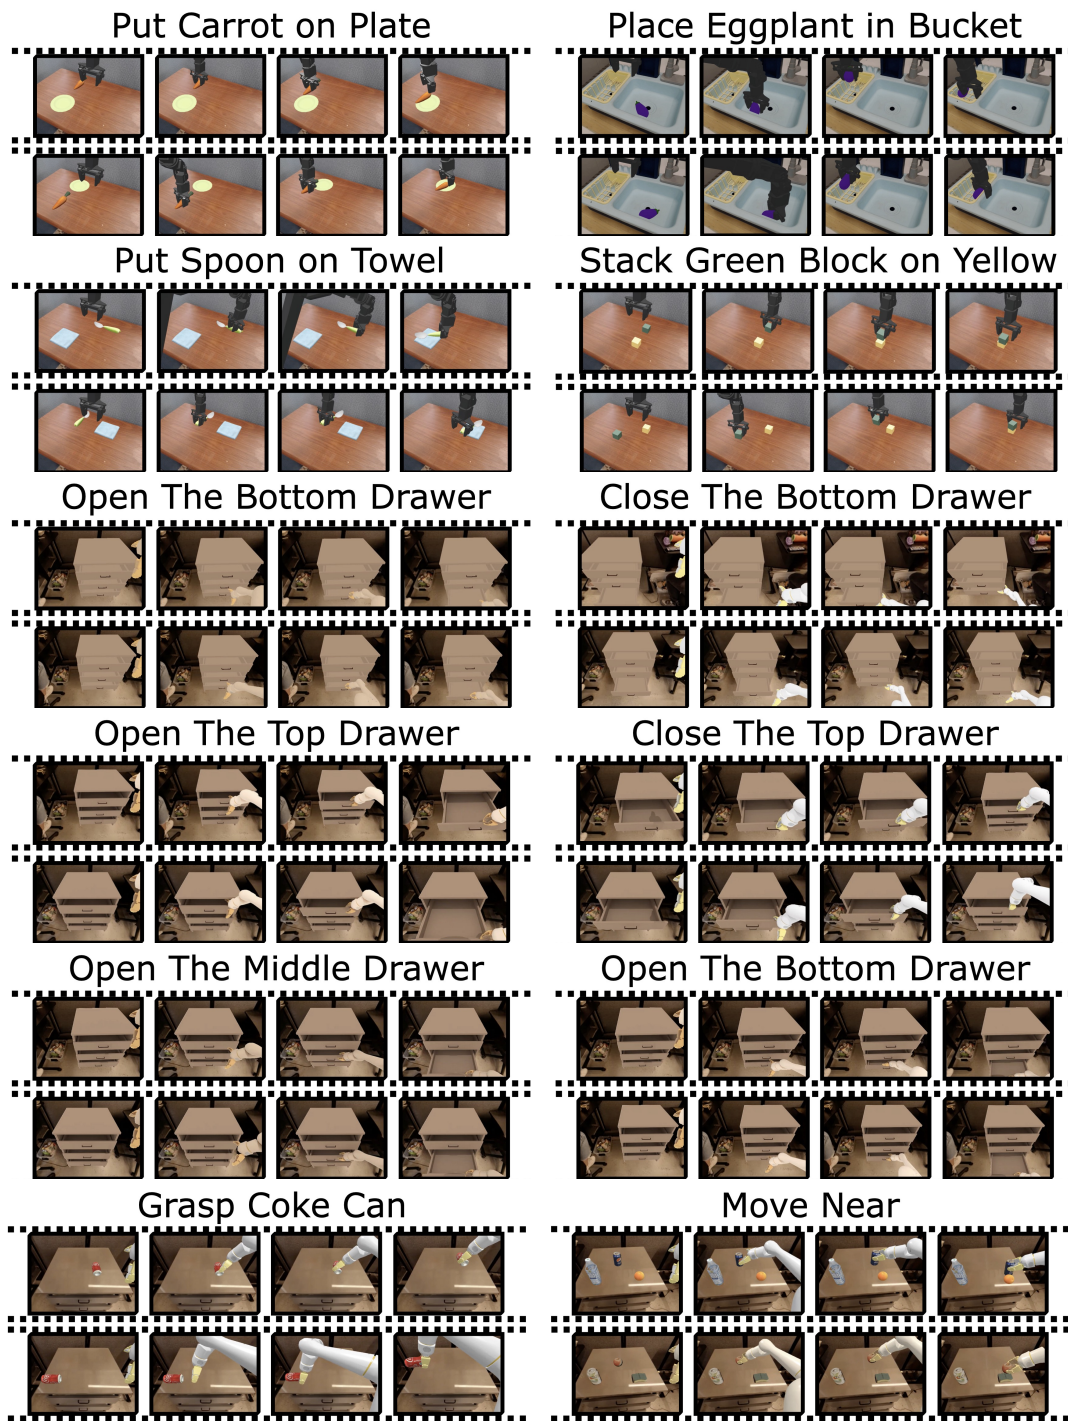 Put Carrot on Plate
Place Eggplant in Bucket
Put Spoon on Towel
Stack Green Block on Yellow
Open The Bottom Drawer
Close The Bottom Drawer
Open The Top Drawer
Close The Top Drawer
Open The Middle Drawer
Open The Bottom Drawer
Grasp Coke Can
Move Near